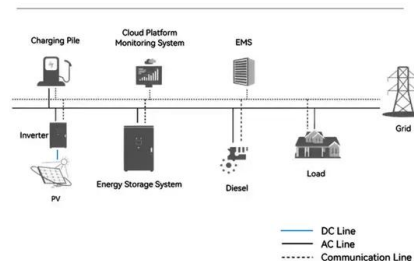 Charging Pile
Cloud Platform
Monitoring System
EMS
Grid
Inverter
PV
Energy Storage System
Diesel
Load
DC Line
AC Line
Communication Line